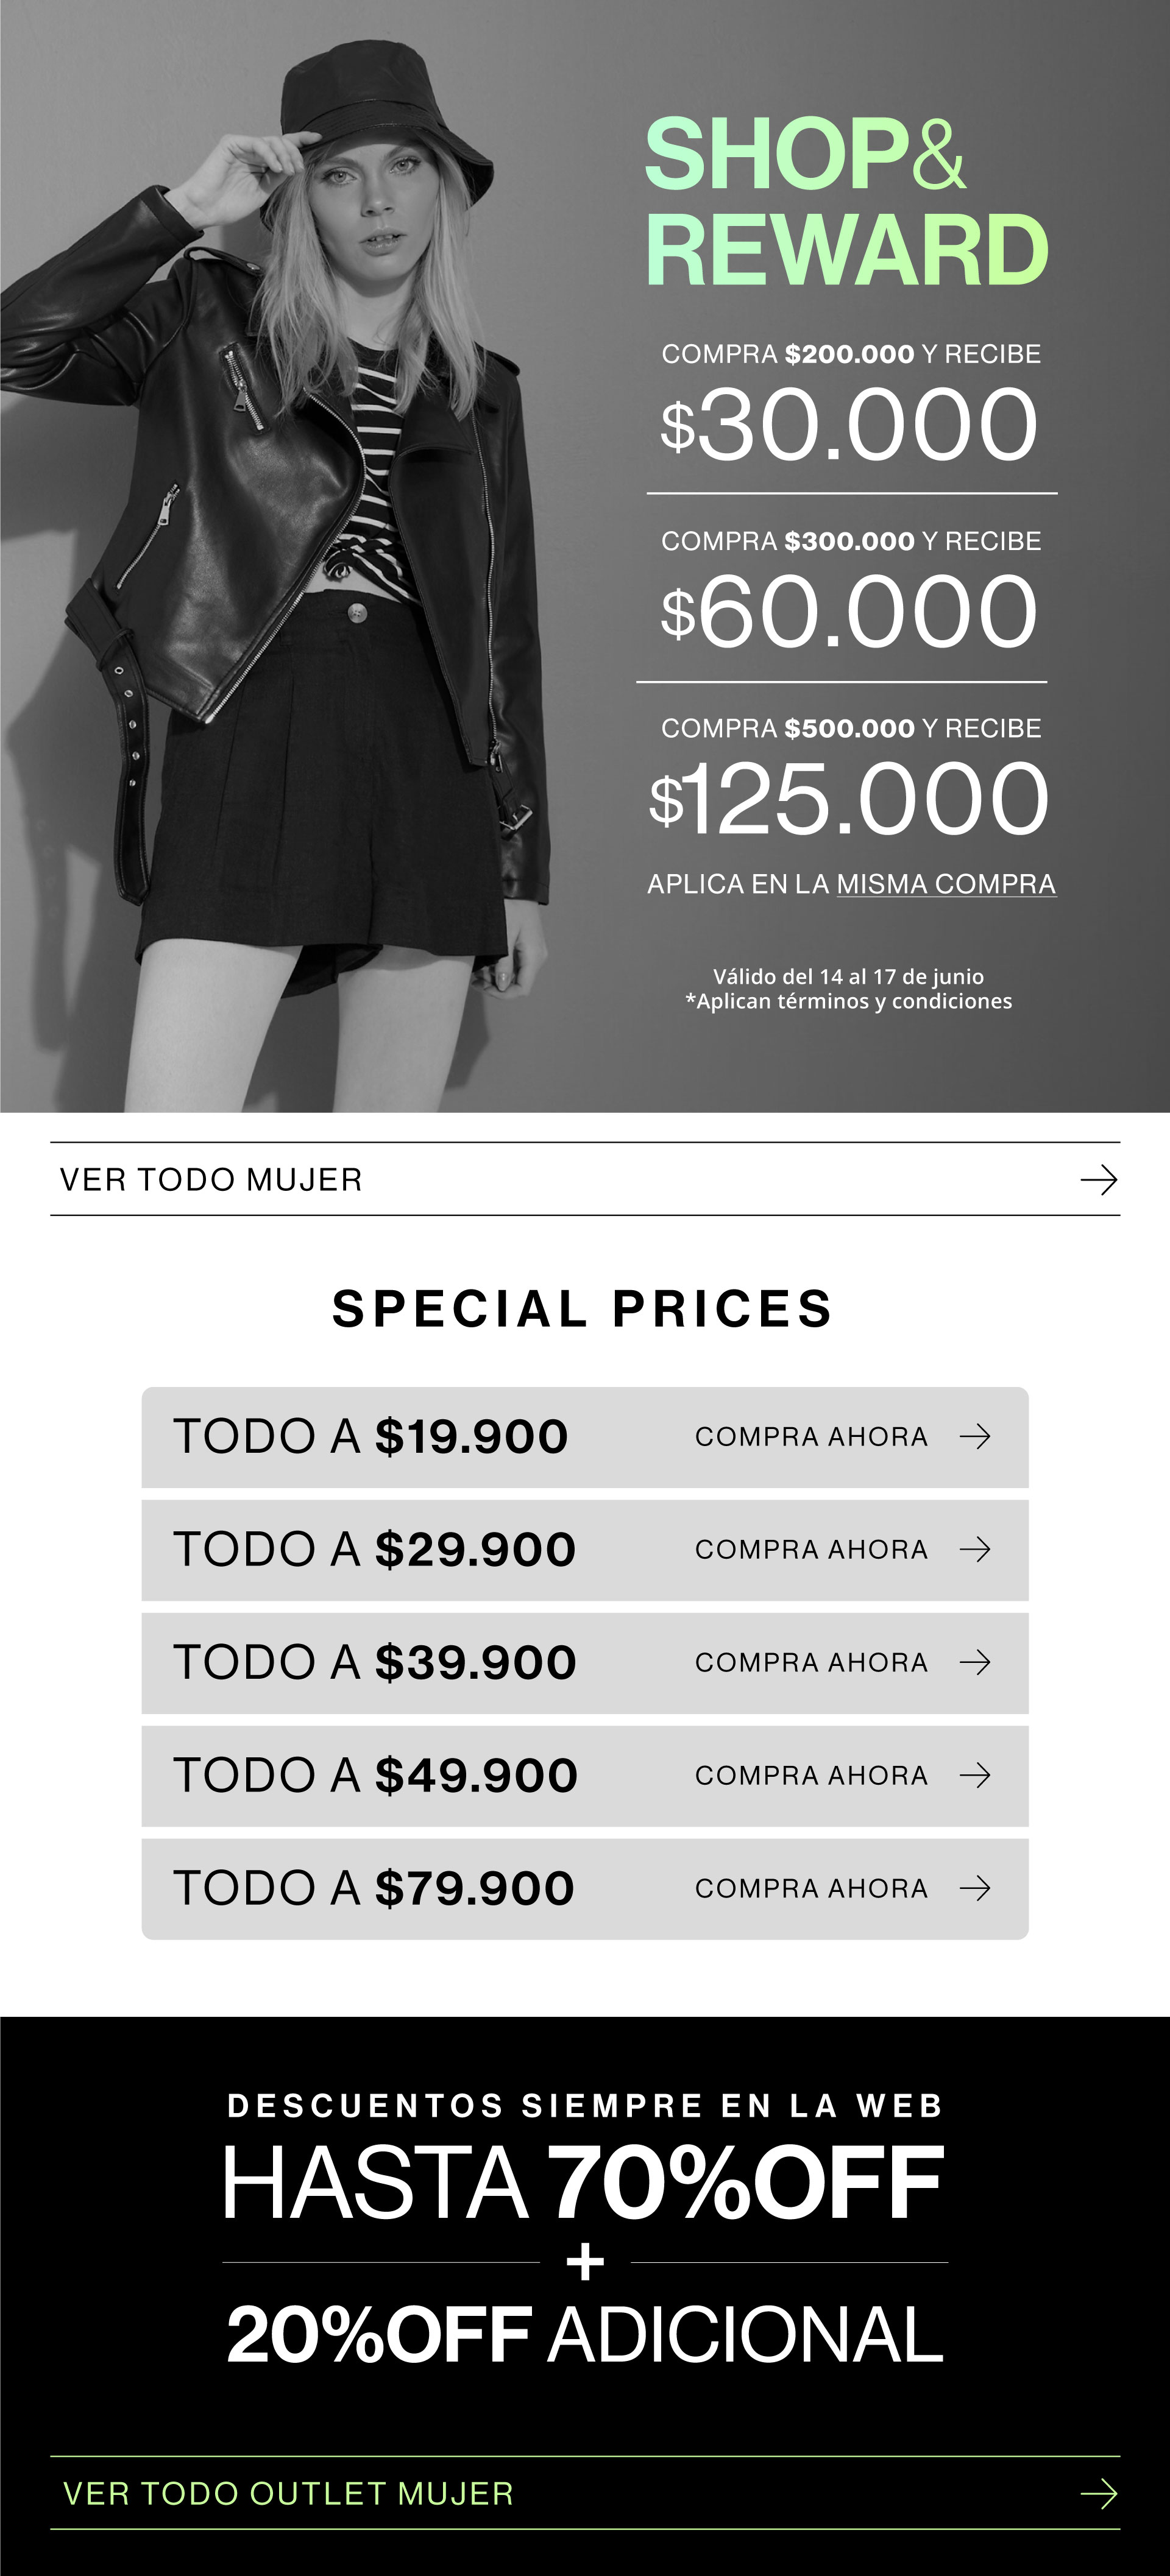 SHOP&
REWARD
COMPRA $200.000 Y RECIBE
$30.000
COMPRA $300.000 Y RECIBE
$60.000
COMPRA $500.000 Y RECIBE
$125.000
APLICA EN LA MISMA COMPRA
Válido del 14 al 17 de junio
*Aplican términos y condiciones
VER TODO MUJER
SPECIAL PRICES
TODO A $19.900 COMPRA AHORA
TODO A $29.900 COMPRA AHORA
TODO A $39.900 COMPRA AHORA
TODO A $49.900 COMPRA AHORA
TODO A $79.900 COMPRA AHORA
DESCUENTOS SIEMPRE EN LA WEB
HASTA 70%OFF
+
20%OFF ADICIONAL
VER TODO OUTLET MUJER